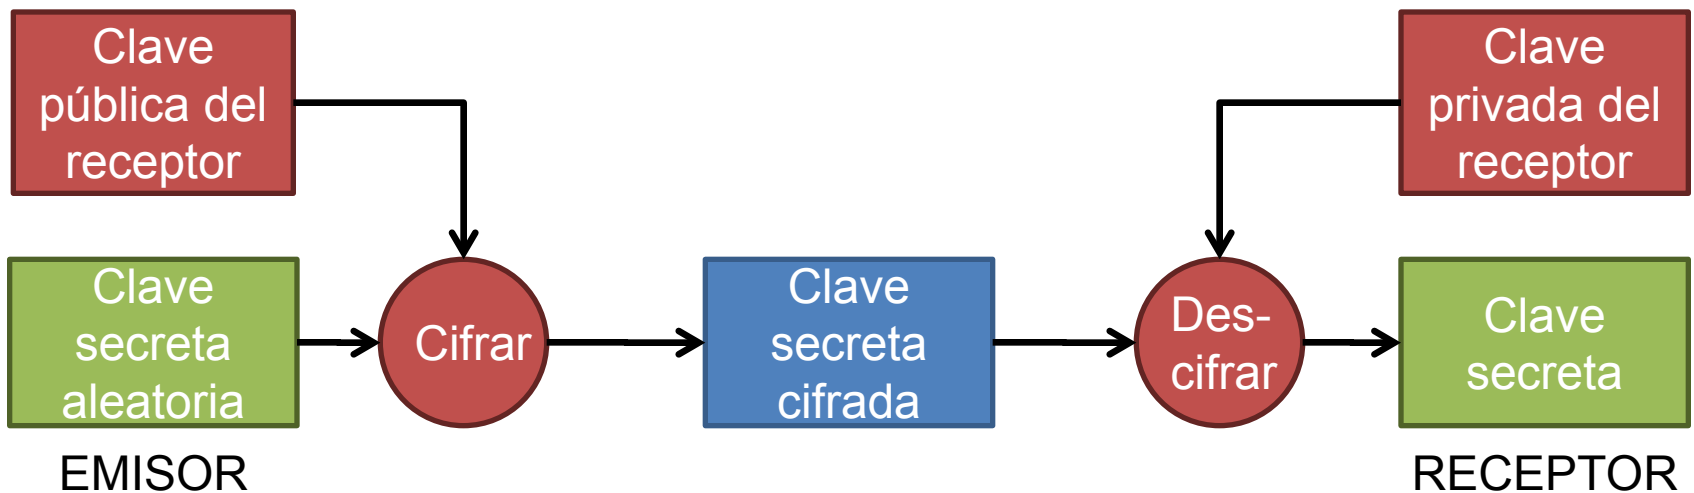 Clave
pública del
receptor
Clave
privada del
receptor
Clave
secreta
aleatoria
Cifrar
Clave
secreta
cifrada
Des-
cifrar
Clave
secreta
EMISOR
RECEPTOR